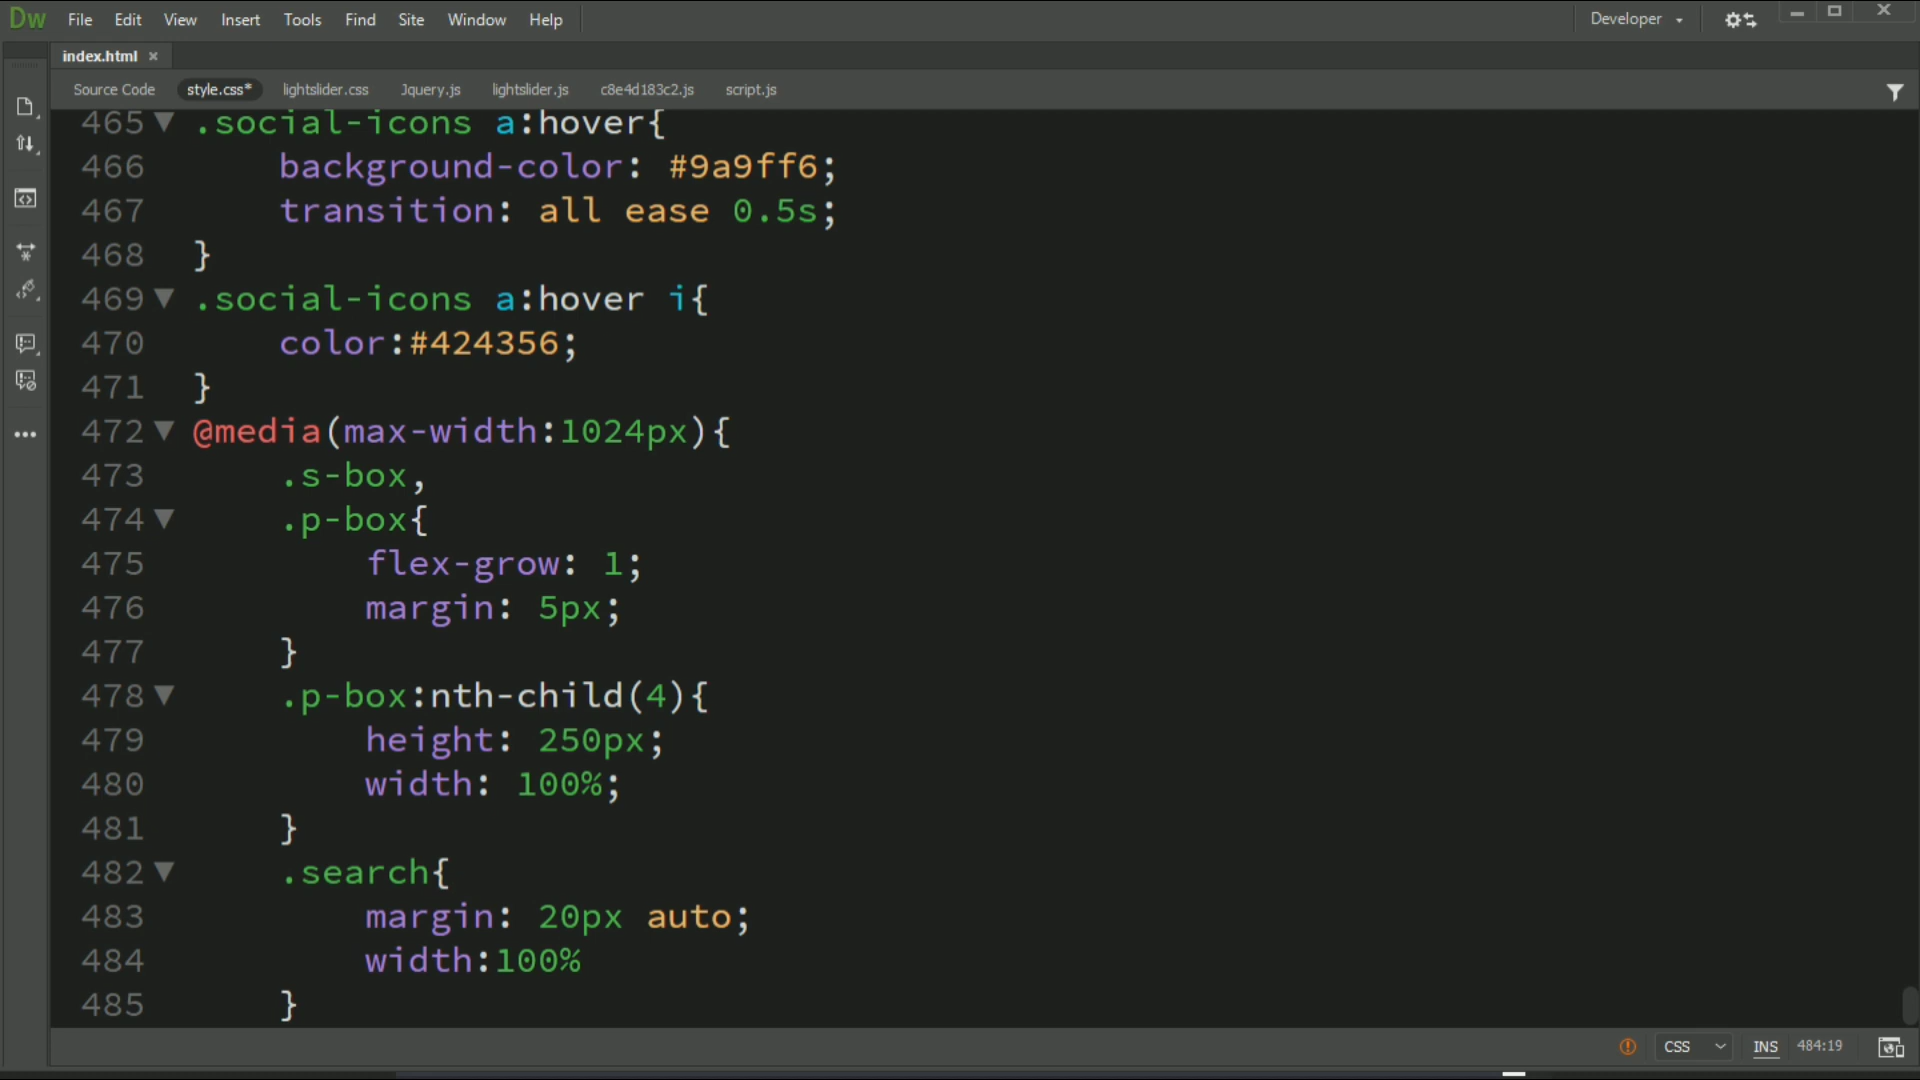 Dw File Edit View Insert Tools Find Site Window Help Developer
index.html ×
Source Code style.css* lightslider.css Jquery.js lightslider.js c8e4d183c2.js script.js
465 .social-icons a:hover{
466 background-color: #9a9ff6;
467 transition: all ease 0.5s;
468 }
469 .social-icons a:hover i{
470 color:#424356;
471 }
472 @media(max-width:1024px){
473 .s-box,
474 .p-box{
475 flex-grow: 1;
476 margin: 5px;
477 }
478 .p-box:nth-child(4){
479 height: 250px;
480 width: 100%;
481 }
482 .search{
483 margin: 20px auto;
484 width:100%
485 }
CSS INS 484:19